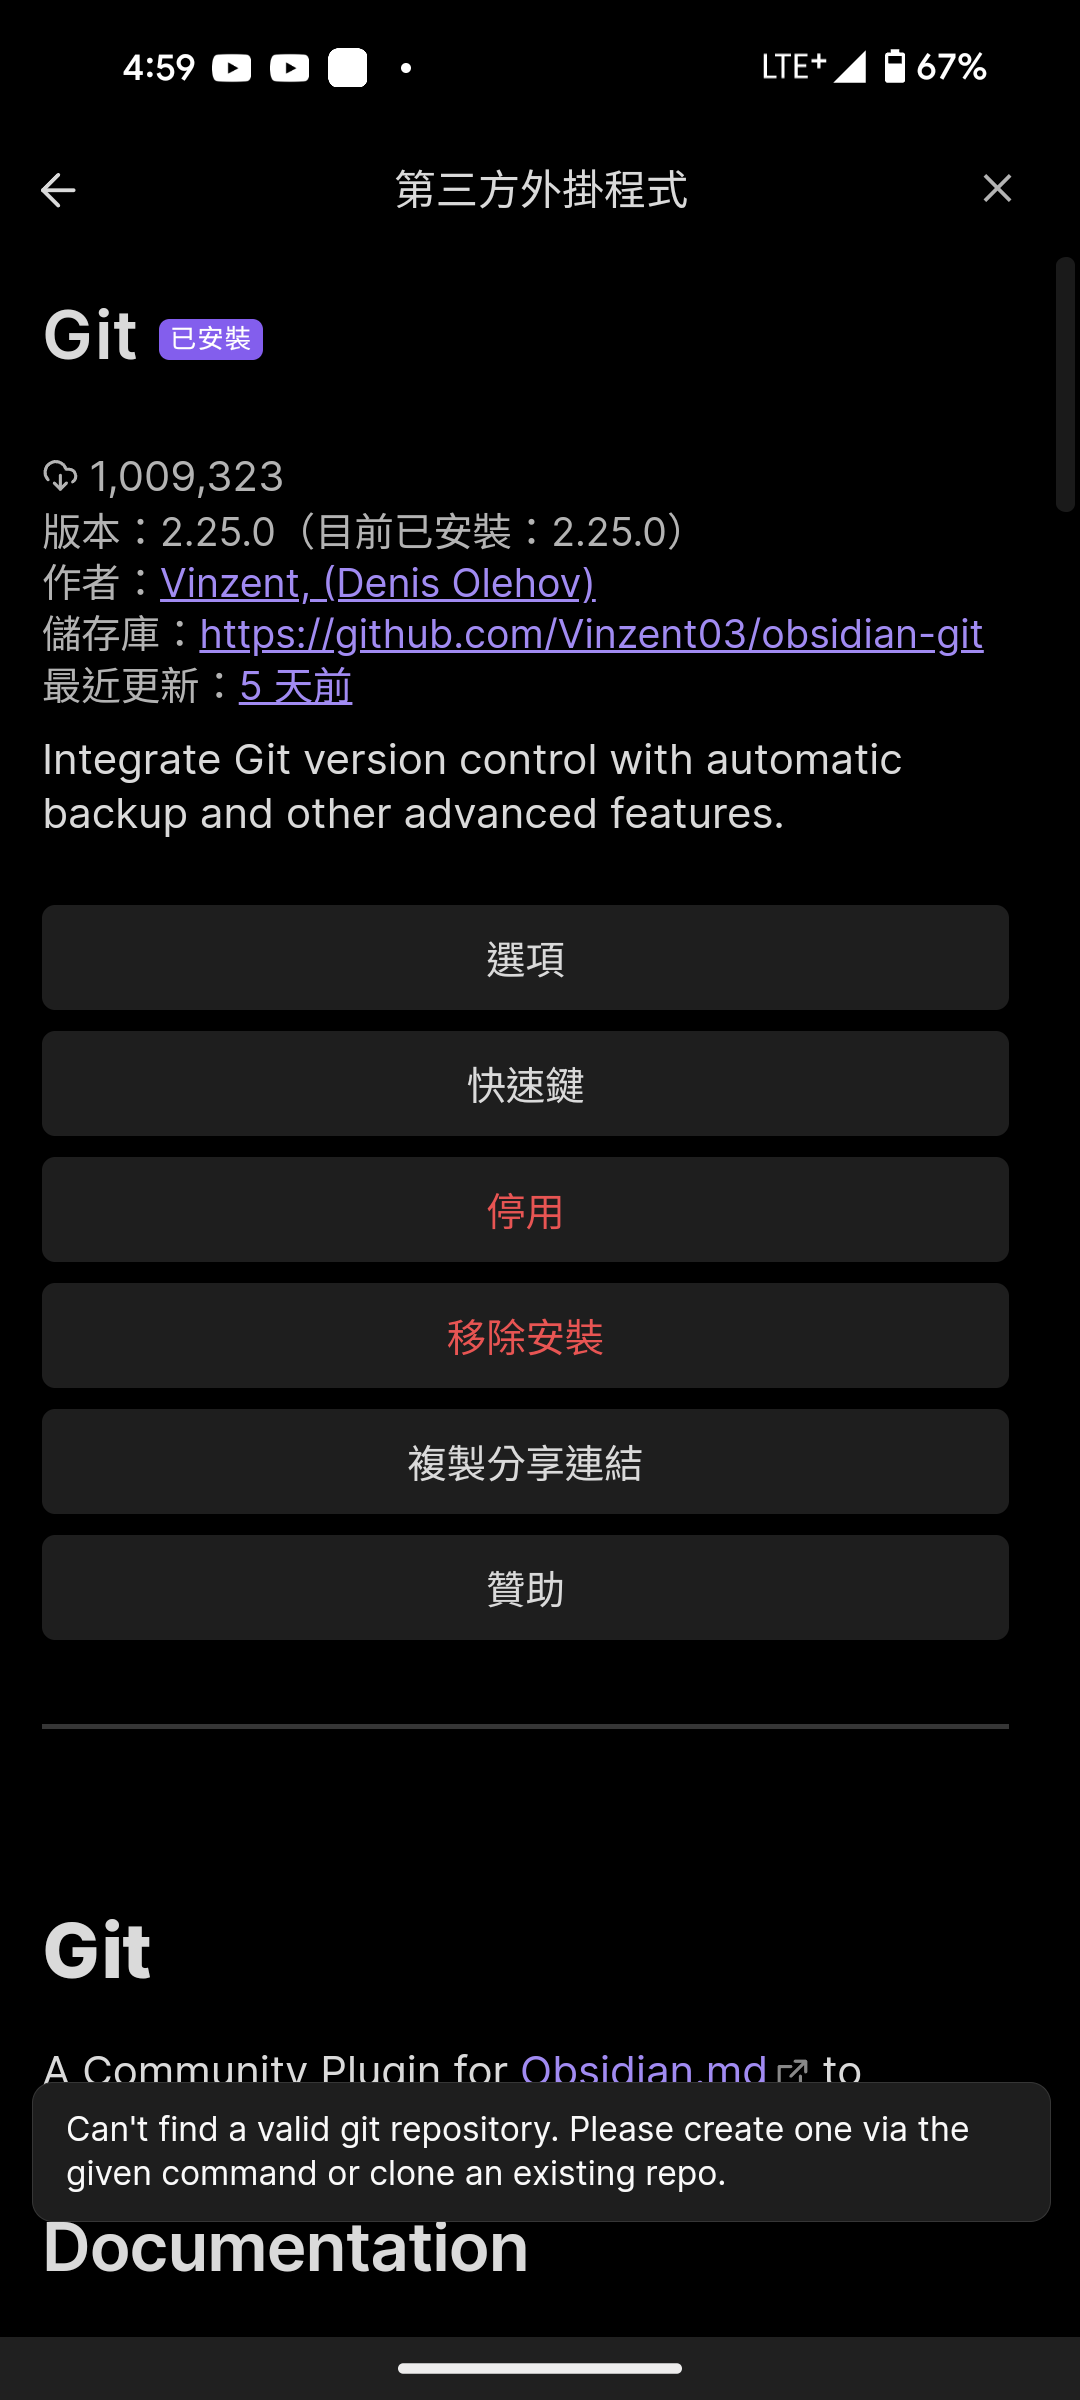 4:59
LTE+ 67%
第三方外掛程式
Git 已安裝
1,009,323
版本：2.25.0（目前已安裝：2.25.0）
作者：Vinzent, (Denis Olehov)
儲存庫：https://github.com/Vinzent03/obsidian-git
最近更新：5 天前
Integrate Git version control with automatic
backup and other advanced features.
選項
快速鍵
停用
移除安裝
複製分享連結
贊助
Git
A Community Plugin for Obsidian.md to
Can't find a valid git repository. Please create one via the
given command or clone an existing repo.
Documentation